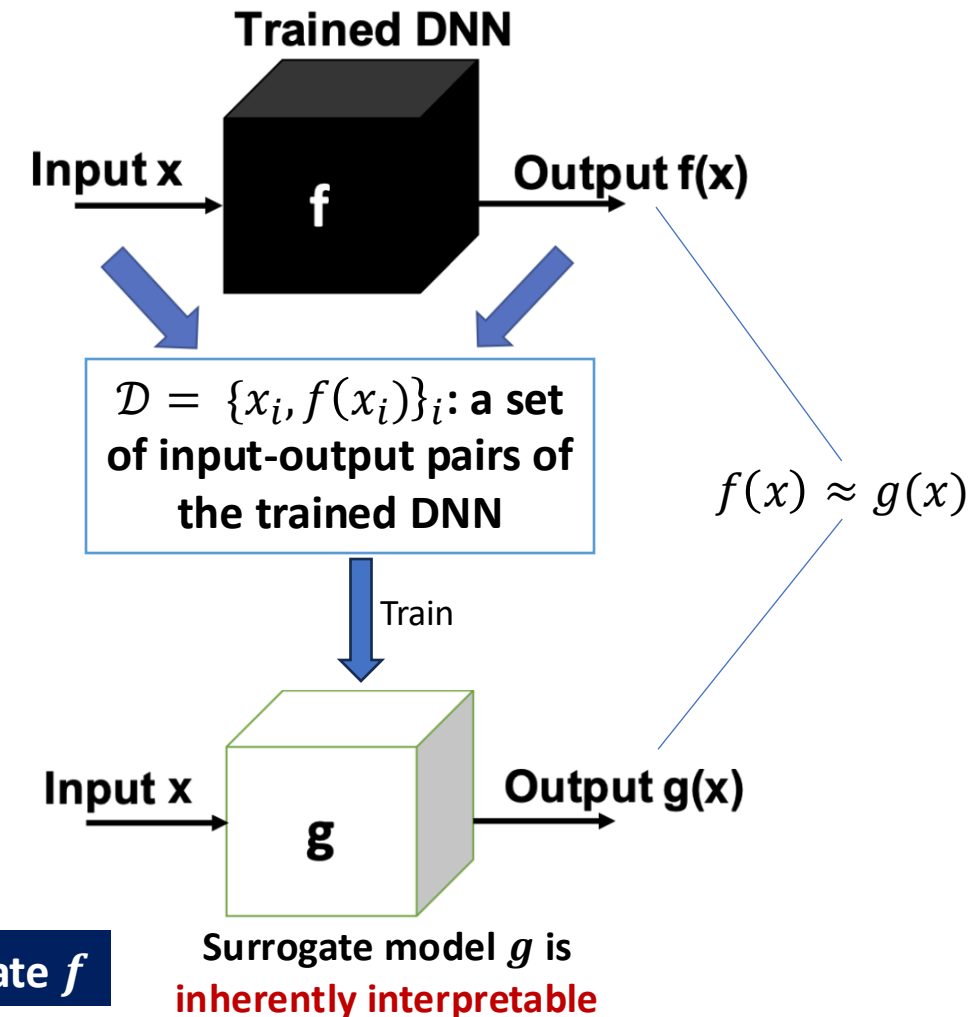 Trained DNN
Input x
f
Output f(x)
𝒟 = {xᵢ, f(xᵢ)}ᵢ: a set
of input-output pairs of
the trained DNN
f(x) ≈ g(x)
Train
Input x
g
Output g(x)
Surrogate model g is
inherently interpretable
f